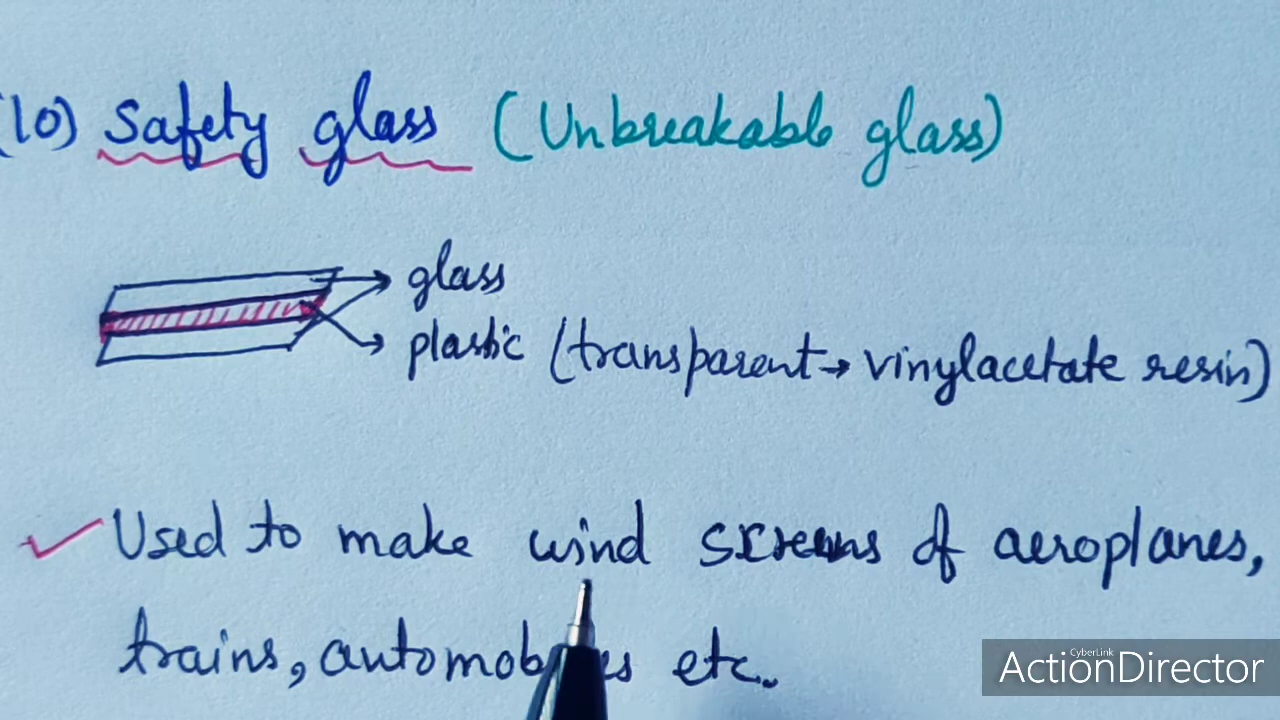 (10) Safety glass (Unbreakable glass)
glass
plastic (transparent → vinylacetate resin)
✓ Used to make wind screens of aeroplanes,
trains, etc.
CyberLink
ActionDirector